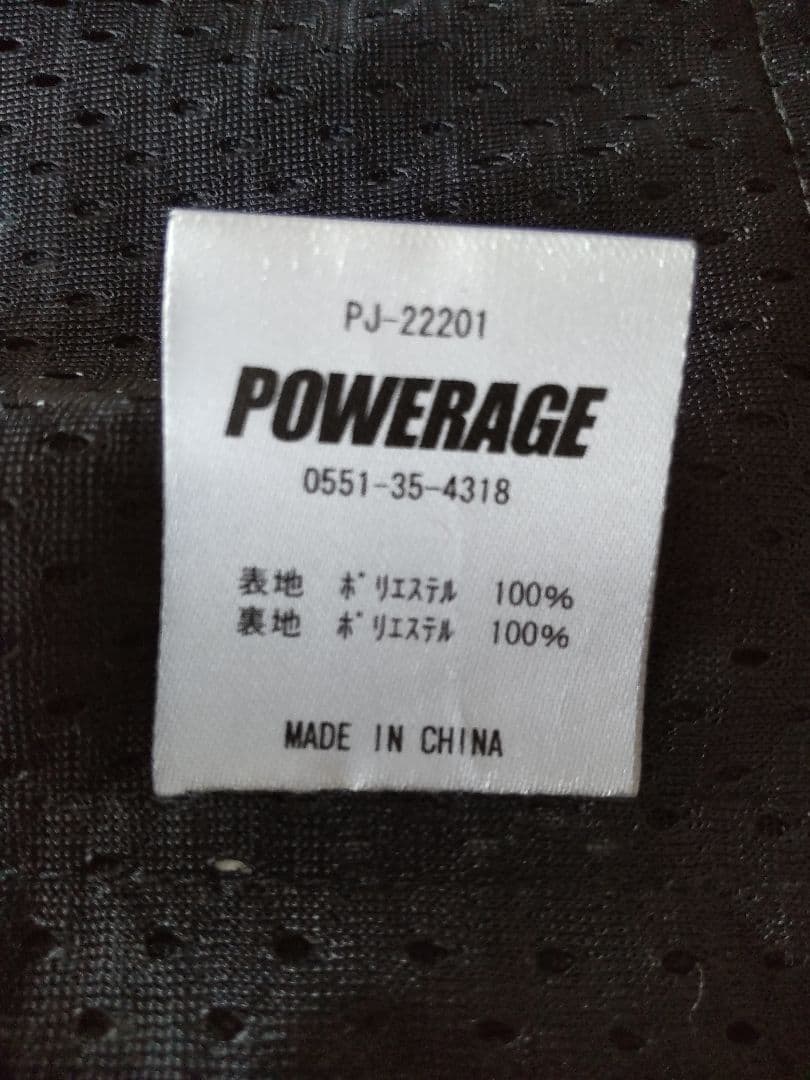 PJ-22201
POWERAGE
0551-35-4318
表地 ﾎﾟﾘｴｽﾃﾙ 100%
裏地 ﾎﾟﾘｴｽﾃﾙ 100%
MADE IN CHINA